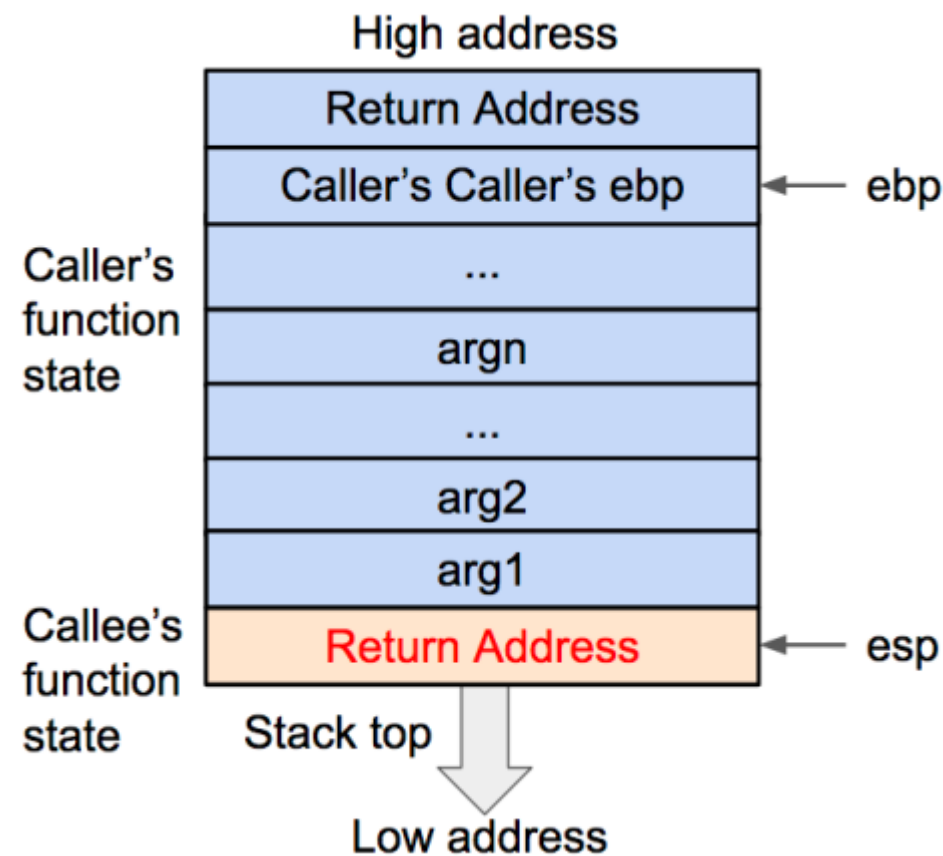 High address
Return Address
Caller’s Caller’s ebp
ebp
Caller’s
function
state
...
argn
...
arg2
arg1
Callee’s
function
state
Return Address
esp
Stack top
Low address